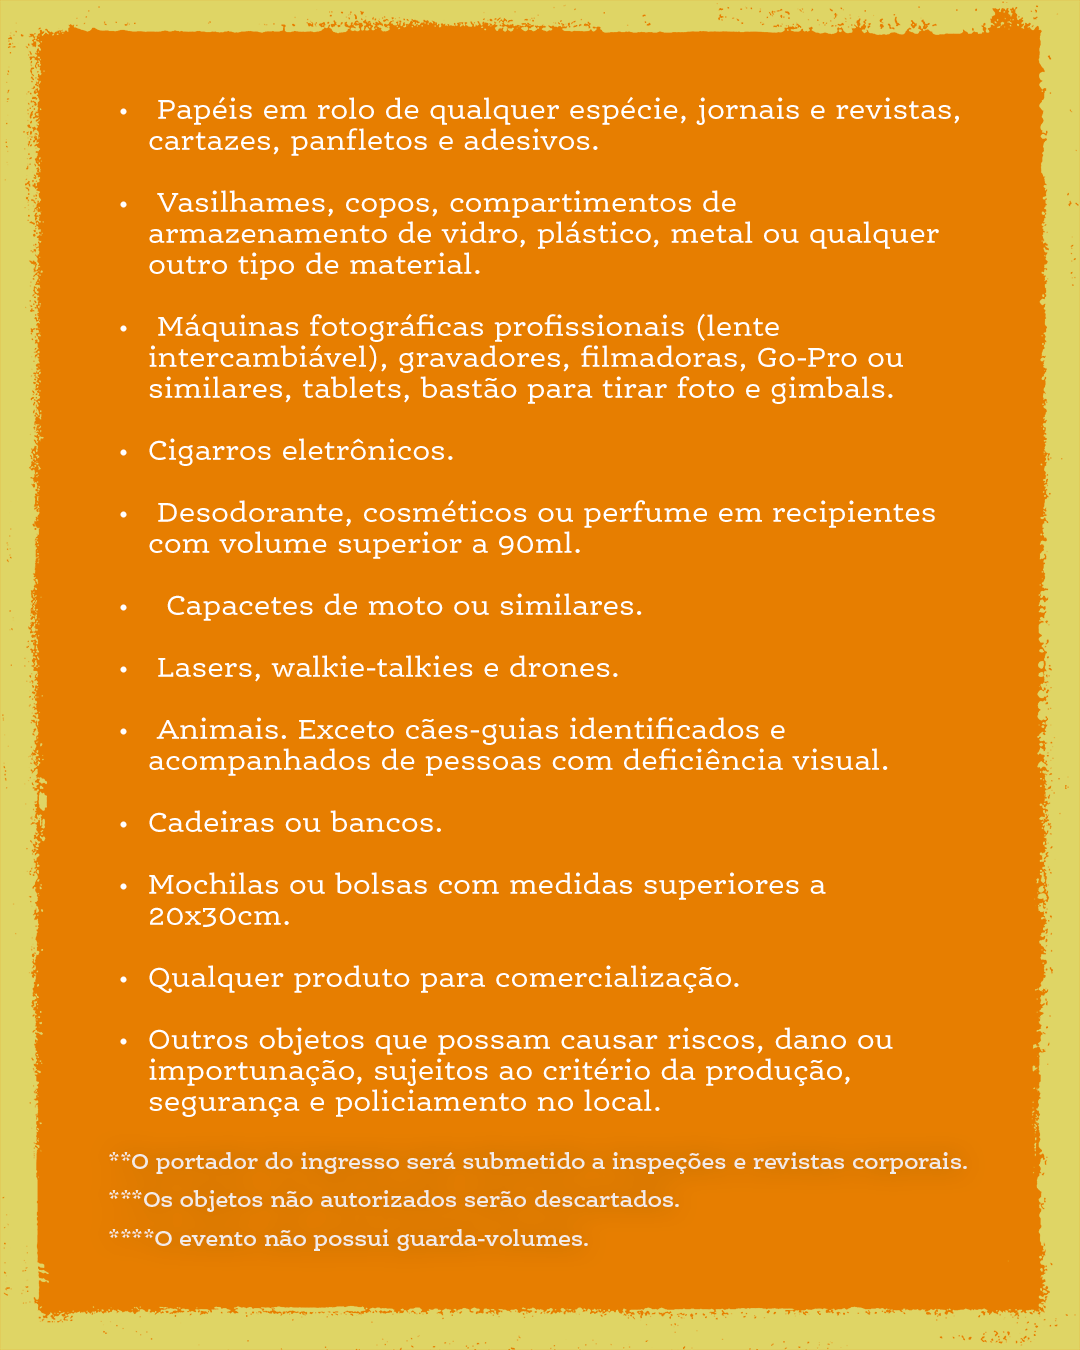 • Papéis em rolo de qualquer espécie, jornais e revistas,
cartazes, panfletos e adesivos.
• Vasilhames, copos, compartimentos de
armazenamento de vidro, plástico, metal ou qualquer
outro tipo de material.
• Máquinas fotográficas profissionais (lente
intercambiável), gravadores, filmadoras, Go-Pro ou
similares, tablets, bastão para tirar foto e gimbals.
• Cigarros eletrônicos.
• Desodorante, cosméticos ou perfume em recipientes
com volume superior a 90ml.
• Capacetes de moto ou similares.
• Lasers, walkie-talkies e drones.
• Animais. Exceto cães-guias identificados e
acompanhados de pessoas com deficiência visual.
• Cadeiras ou bancos.
• Mochilas ou bolsas com medidas superiores a
20x30cm.
• Qualquer produto para comercialização.
• Outros objetos que possam causar riscos, dano ou
importunação, sujeitos ao critério da produção,
segurança e policiamento no local.
**O portador do ingresso será submetido a inspeções e revistas corporais.
***Os objetos não autorizados serão descartados.
****O evento não possui guarda-volumes.